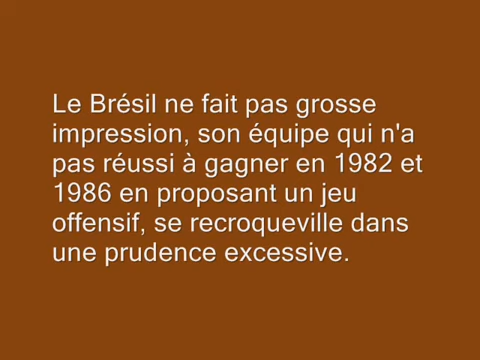 Le Brésil ne fait pas grosse
impression, son équipe qui n'a
pas réussi à gagner en 1982 et
1986 en proposant un jeu
offensif, se recroqueville dans
une prudence excessive.